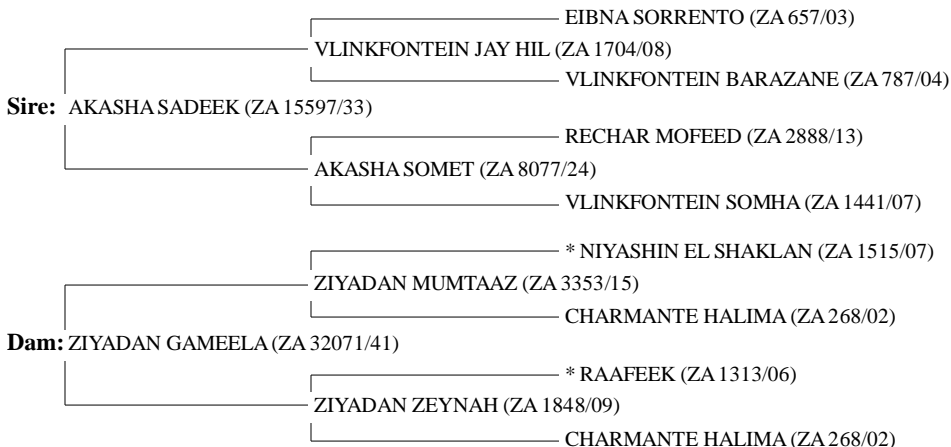 EIBNA SORRENTO (ZA 657/03)
VLINKFONTEIN JAY HIL (ZA 1704/08)
VLINKFONTEIN BARAZANE (ZA 787/04)
Sire: AKASHA SADEEK (ZA 15597/33)
RECHAR MOFEED (ZA 2888/13)
AKASHA SOMET (ZA 8077/24)
VLINKFONTEIN SOMHA (ZA 1441/07)
* NIYASHIN EL SHAKLAN (ZA 1515/07)
ZIYADAN MUMTAAZ (ZA 3353/15)
CHARMANTE HALIMA (ZA 268/02)
Dam: ZIYADAN GAMEELA (ZA 32071/41)
* RAAFEEK (ZA 1313/06)
ZIYADAN ZEYNAH (ZA 1848/09)
CHARMANTE HALIMA (ZA 268/02)